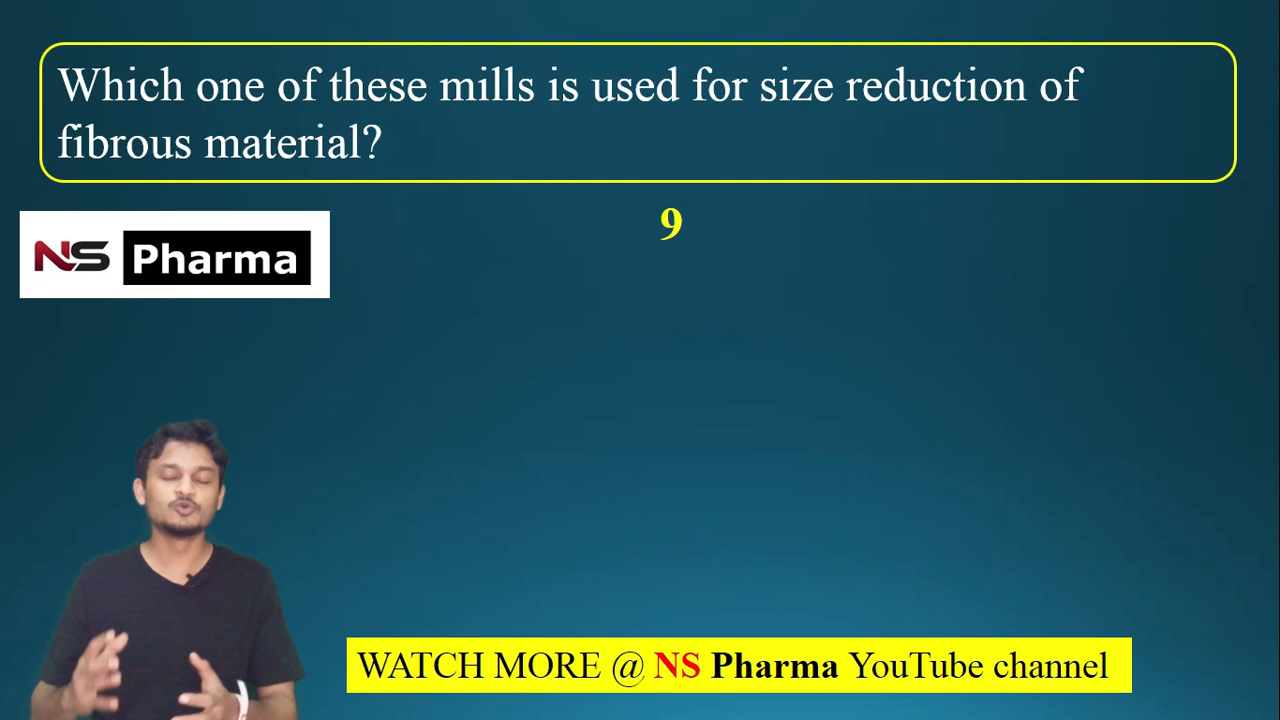 Which one of these mills is used for size reduction of
fibrous material?
9
NS Pharma
WATCH MORE @ NS Pharma YouTube channel